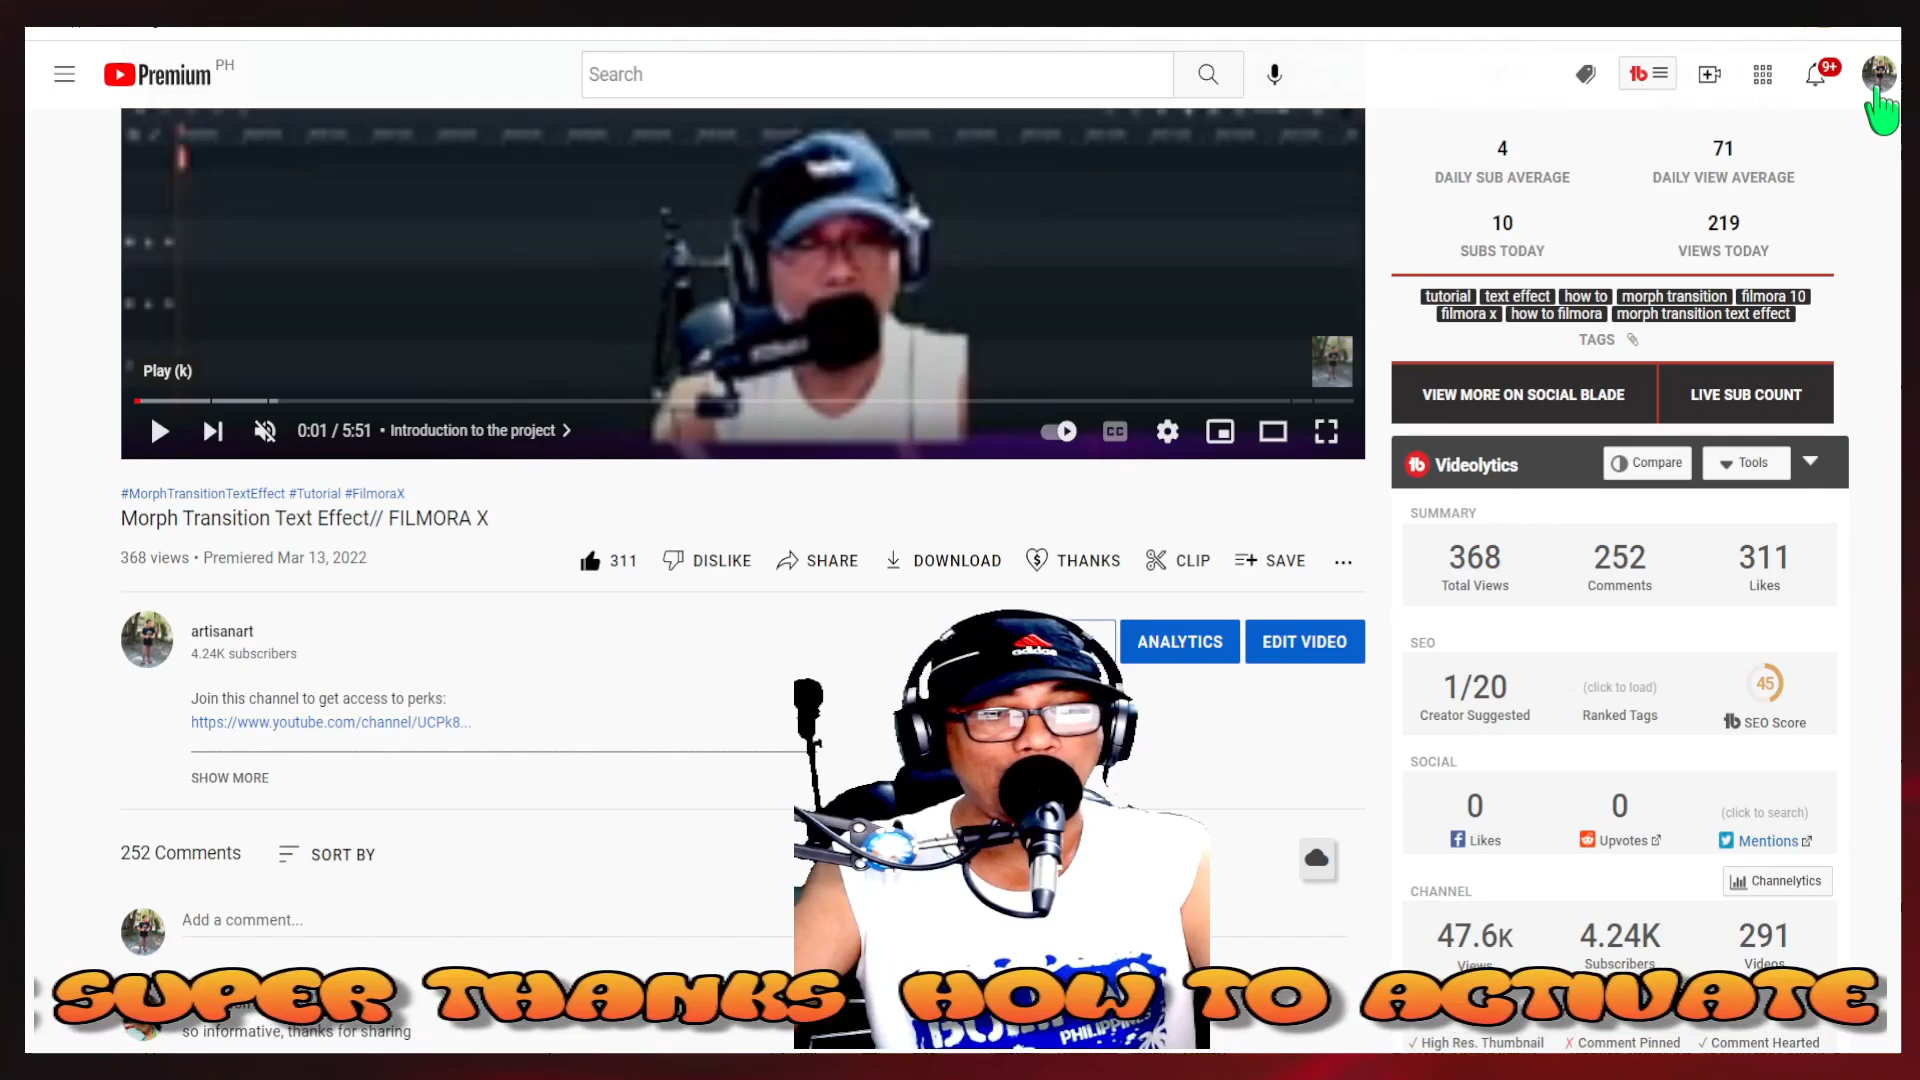 Premium PH
Search
9+
4
DAILY SUB AVERAGE
71
DAILY VIEW AVERAGE
10
SUBS TODAY
219
VIEWS TODAY
tutorial text effect how to morph transition filmora 10
filmora x how to filmora morph transition text effect
TAGS
VIEW MORE ON SOCIAL BLADE
LIVE SUB COUNT
Play (k)
0:01 / 5:51 • Introduction to the project
CC
#MorphTransitionTextEffect #Tutorial #FilmoraX
Morph Transition Text Effect// FILMORA X
368 views • Premiered Mar 13, 2022
311 DISLIKE SHARE DOWNLOAD THANKS CLIP SAVE ...
artisanart
4.24K subscribers
ANALYTICS
EDIT VIDEO
Join this channel to get access to perks:
https://www.youtube.com/channel/UCPk8...
SHOW MORE
252 Comments
SORT BY
Add a comment...
so informative, thanks for sharing
adidas
PHILIPPINES
SUPER THANKS HOW TO ACTIVATE
tb Videolytics
Compare
Tools
SUMMARY
368
Total Views
252
Comments
311
Likes
SEO
1/20
Creator Suggested
(click to load)
Ranked Tags
45
tb SEO Score
SOCIAL
0
Likes
0
Upvotes
(click to search)
Mentions
CHANNEL
Channelytics
47.6K
Views
4.24K
Subscribers
291
Videos
✓ High Res. Thumbnail
✗ Comment Pinned
✓ Comment Hearted